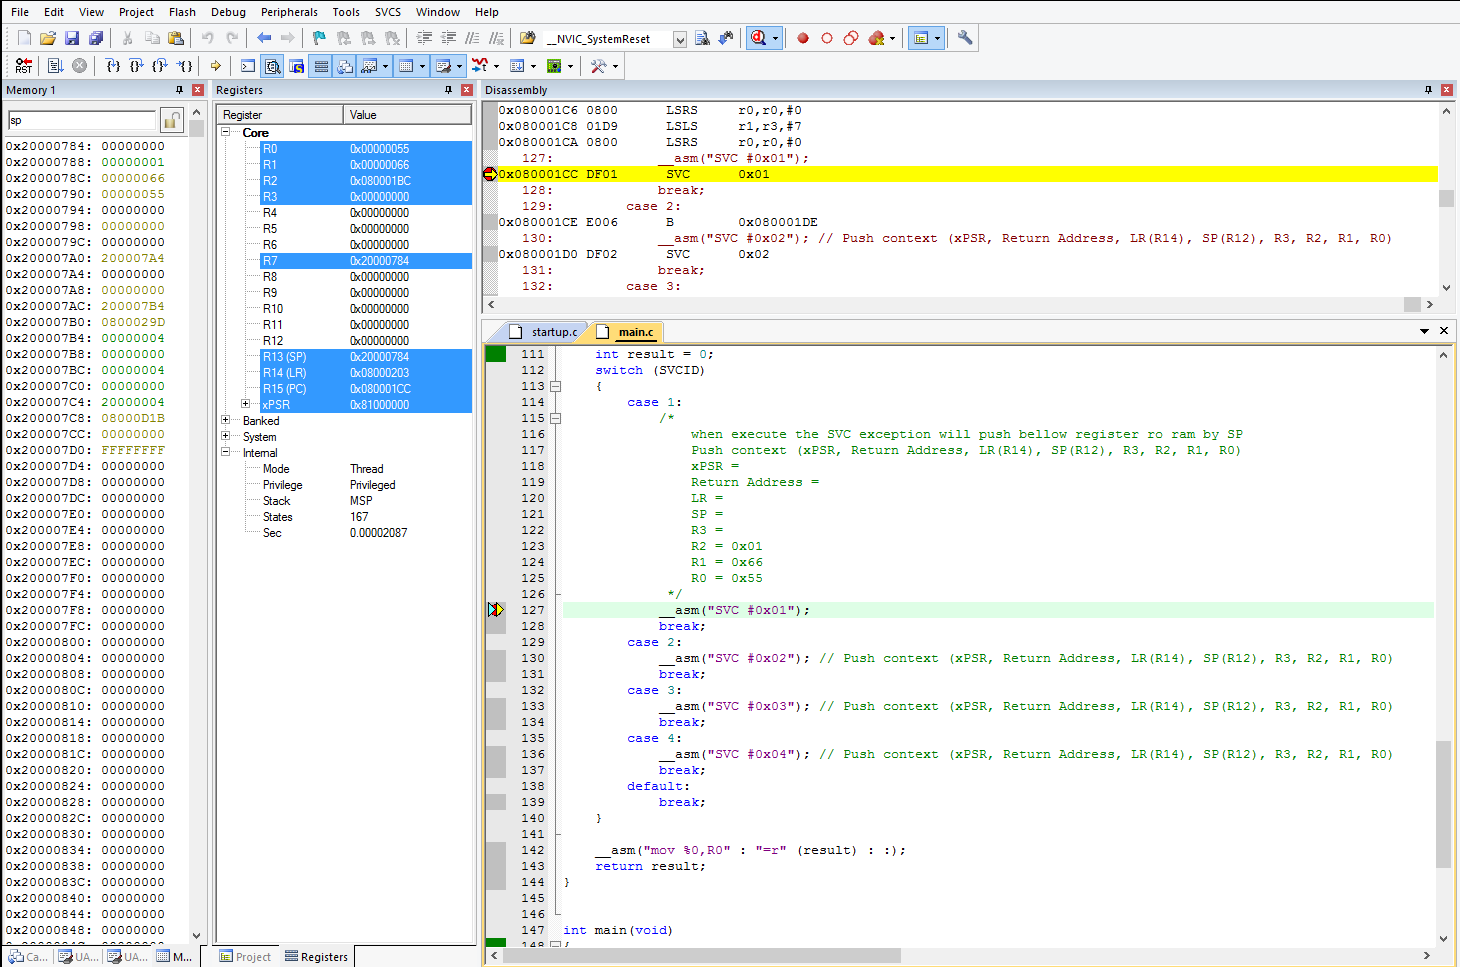 File Edit View Project Flash Debug Peripherals Tools SVCS Window Help
__NVIC_SystemReset
RST
Memory 1
sp
0x20000784: 00000000
0x20000788: 00000001
0x2000078C: 00000066
0x20000790: 00000055
0x20000794: 00000000
0x20000798: 00000000
0x2000079C: 00000000
0x200007A0: 200007A4
0x200007A4: 00000000
0x200007A8: 00000000
0x200007AC: 200007B4
0x200007B0: 0800029D
0x200007B4: 00000004
0x200007B8: 00000000
0x200007BC: 00000004
0x200007C0: 00000000
0x200007C4: 20000004
0x200007C8: 08000D1B
0x200007CC: 00000000
0x200007D0: FFFFFFFF
0x200007D4: 00000000
0x200007D8: 00000000
0x200007DC: 00000000
0x200007E0: 00000000
0x200007E4: 00000000
0x200007E8: 00000000
0x200007EC: 00000000
0x200007F0: 00000000
0x200007F4: 00000000
0x200007F8: 00000000
0x200007FC: 00000000
0x20000800: 00000000
0x20000804: 00000000
0x20000808: 00000000
0x2000080C: 00000000
0x20000810: 00000000
0x20000814: 00000000
0x20000818: 00000000
0x2000081C: 00000000
0x20000820: 00000000
0x20000824: 00000000
0x20000828: 00000000
0x2000082C: 00000000
0x20000830: 00000000
0x20000834: 00000000
0x20000838: 00000000
0x2000083C: 00000000
0x20000840: 00000000
0x20000844: 00000000
0x20000848: 00000000
Ca... UA... UA... M...
Registers
Register Value
Core
R0 0x00000055
R1 0x00000066
R2 0x080001BC
R3 0x00000000
R4 0x00000000
R5 0x00000000
R6 0x00000000
R7 0x20000784
R8 0x00000000
R9 0x00000000
R10 0x00000000
R11 0x00000000
R12 0x00000000
R13 (SP) 0x20000784
R14 (LR) 0x08000203
R15 (PC) 0x080001CC
xPSR 0x81000000
Banked
System
Internal
Mode Thread
Privilege Privileged
Stack MSP
States 167
Sec 0.00002087
Project Registers
Disassembly
0x080001C6 0800 LSRS r0,r0,#0
0x080001C8 01D9 LSLS r1,r3,#7
0x080001CA 0800 LSRS r0,r0,#0
127: __asm("SVC #0x01");
0x080001CC DF01 SVC 0x01
128: break;
129: case 2:
0x080001CE E006 B 0x080001DE
130: __asm("SVC #0x02"); // Push context (xPSR, Return Address, LR(R14), SP(R12), R3, R2, R1, R0)
0x080001D0 DF02 SVC 0x02
131: break;
132: case 3:
startup.c main.c
111 int result = 0;
112 switch (SVCID)
113 {
114 case 1:
115 /*
116 when execute the SVC exception will push bellow register ro ram by SP
117 Push context (xPSR, Return Address, LR(R14), SP(R12), R3, R2, R1, R0)
118 xPSR =
119 Return Address =
120 LR =
121 SP =
122 R3 =
123 R2 = 0x01
124 R1 = 0x66
125 R0 = 0x55
126 */
127 __asm("SVC #0x01");
128 break;
129 case 2:
130 __asm("SVC #0x02"); // Push context (xPSR, Return Address, LR(R14), SP(R12), R3, R2, R1, R0)
131 break;
132 case 3:
133 __asm("SVC #0x03"); // Push context (xPSR, Return Address, LR(R14), SP(R12), R3, R2, R1, R0)
134 break;
135 case 4:
136 __asm("SVC #0x04"); // Push context (xPSR, Return Address, LR(R14), SP(R12), R3, R2, R1, R0)
137 break;
138 default:
139 break;
140 }
141
142 __asm("mov %0,R0" : "=r" (result) : :);
143 return result;
144 }
145
146
147 int main(void)
148 {